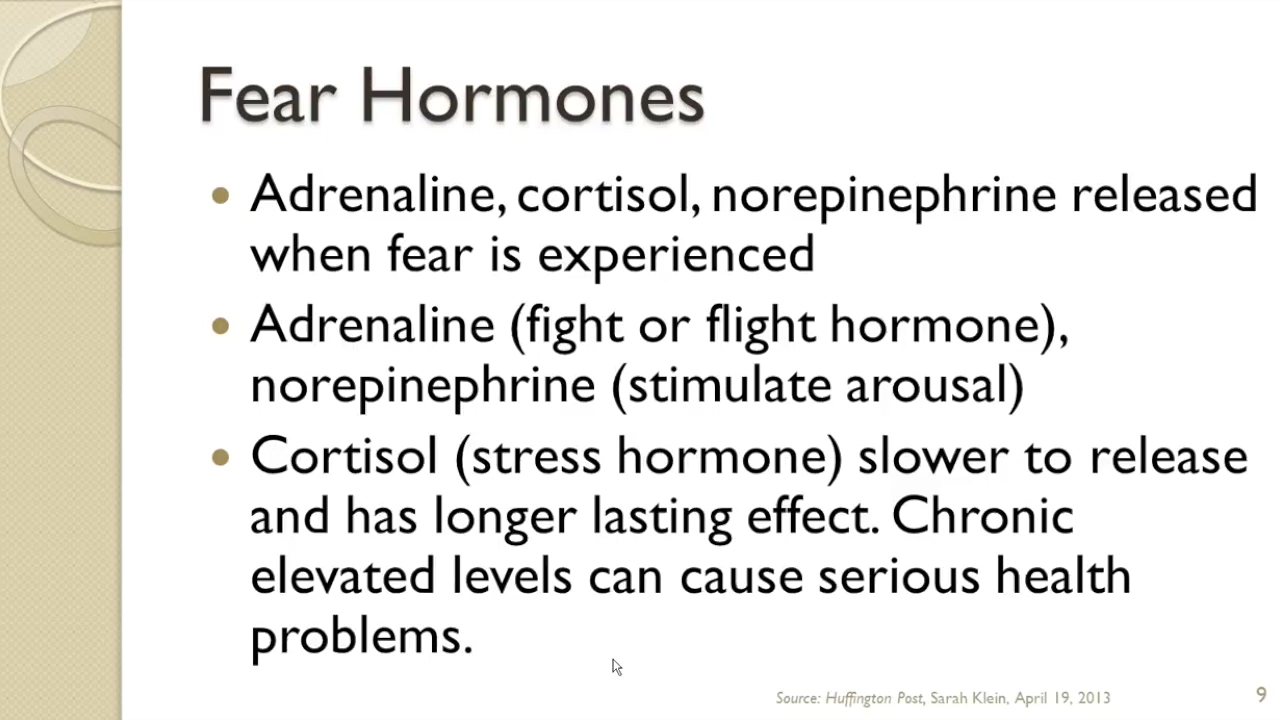 Fear Hormones
• Adrenaline, cortisol, norepinephrine released
when fear is experienced
• Adrenaline (fight or flight hormone),
norepinephrine (stimulate arousal)
• Cortisol (stress hormone) slower to release
and has longer lasting effect. Chronic
elevated levels can cause serious health
problems.
Source: Huffington Post, Sarah Klein, April 19, 2013
9